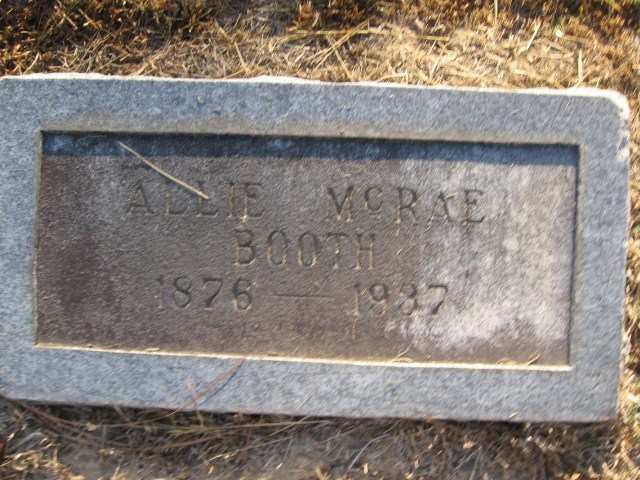 ALLIE McRAE
BOOTH
1876 — 1937